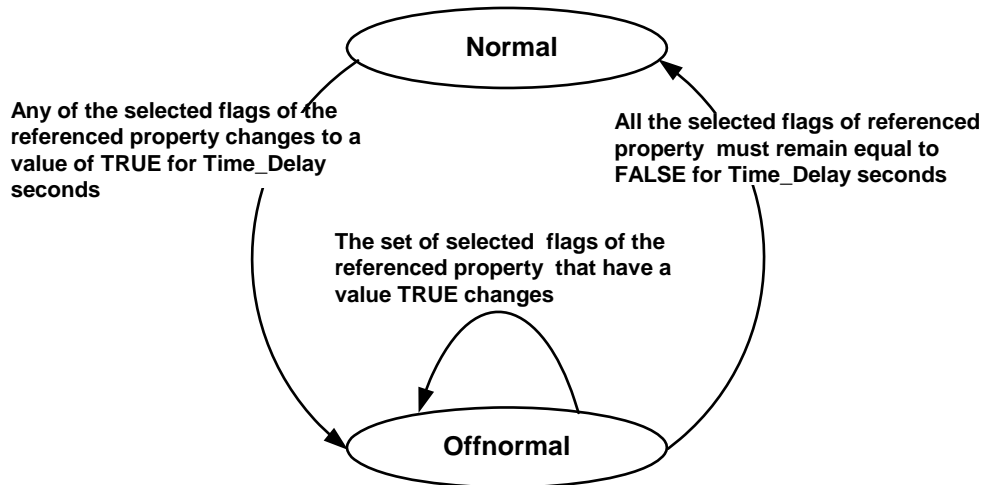 Normal
Any of the selected flags of the
referenced property changes to a
value of TRUE for Time_Delay
seconds
All the selected flags of referenced
property must remain equal to
FALSE for Time_Delay seconds
The set of selected flags of the
referenced property that have a
value TRUE changes
Offnormal